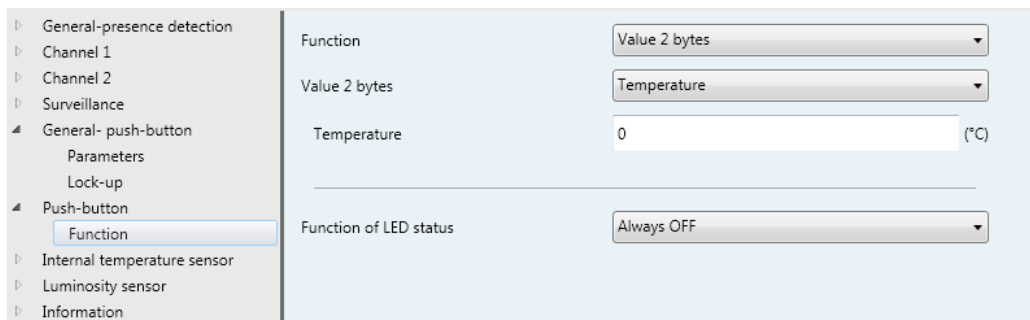 General-presence detection
Channel 1
Channel 2
Surveillance
General- push-button
Parameters
Lock-up
Push-button
Function
Internal temperature sensor
Luminosity sensor
Information
Function Value 2 bytes
Value 2 bytes Temperature
Temperature 0 (°C)
Function of LED status Always OFF